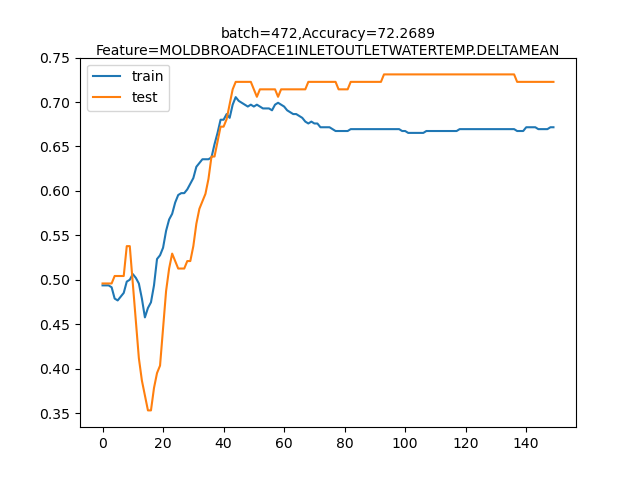 batch=472,Accuracy=72.2689
Feature=MOLDBROADFACE1INLETOUTLETWATERTEMP.DELTAMEAN
train
test
0.75
0.70
0.65
0.60
0.55
0.50
0.45
0.40
0.35
0 20 40 60 80 100 120 140